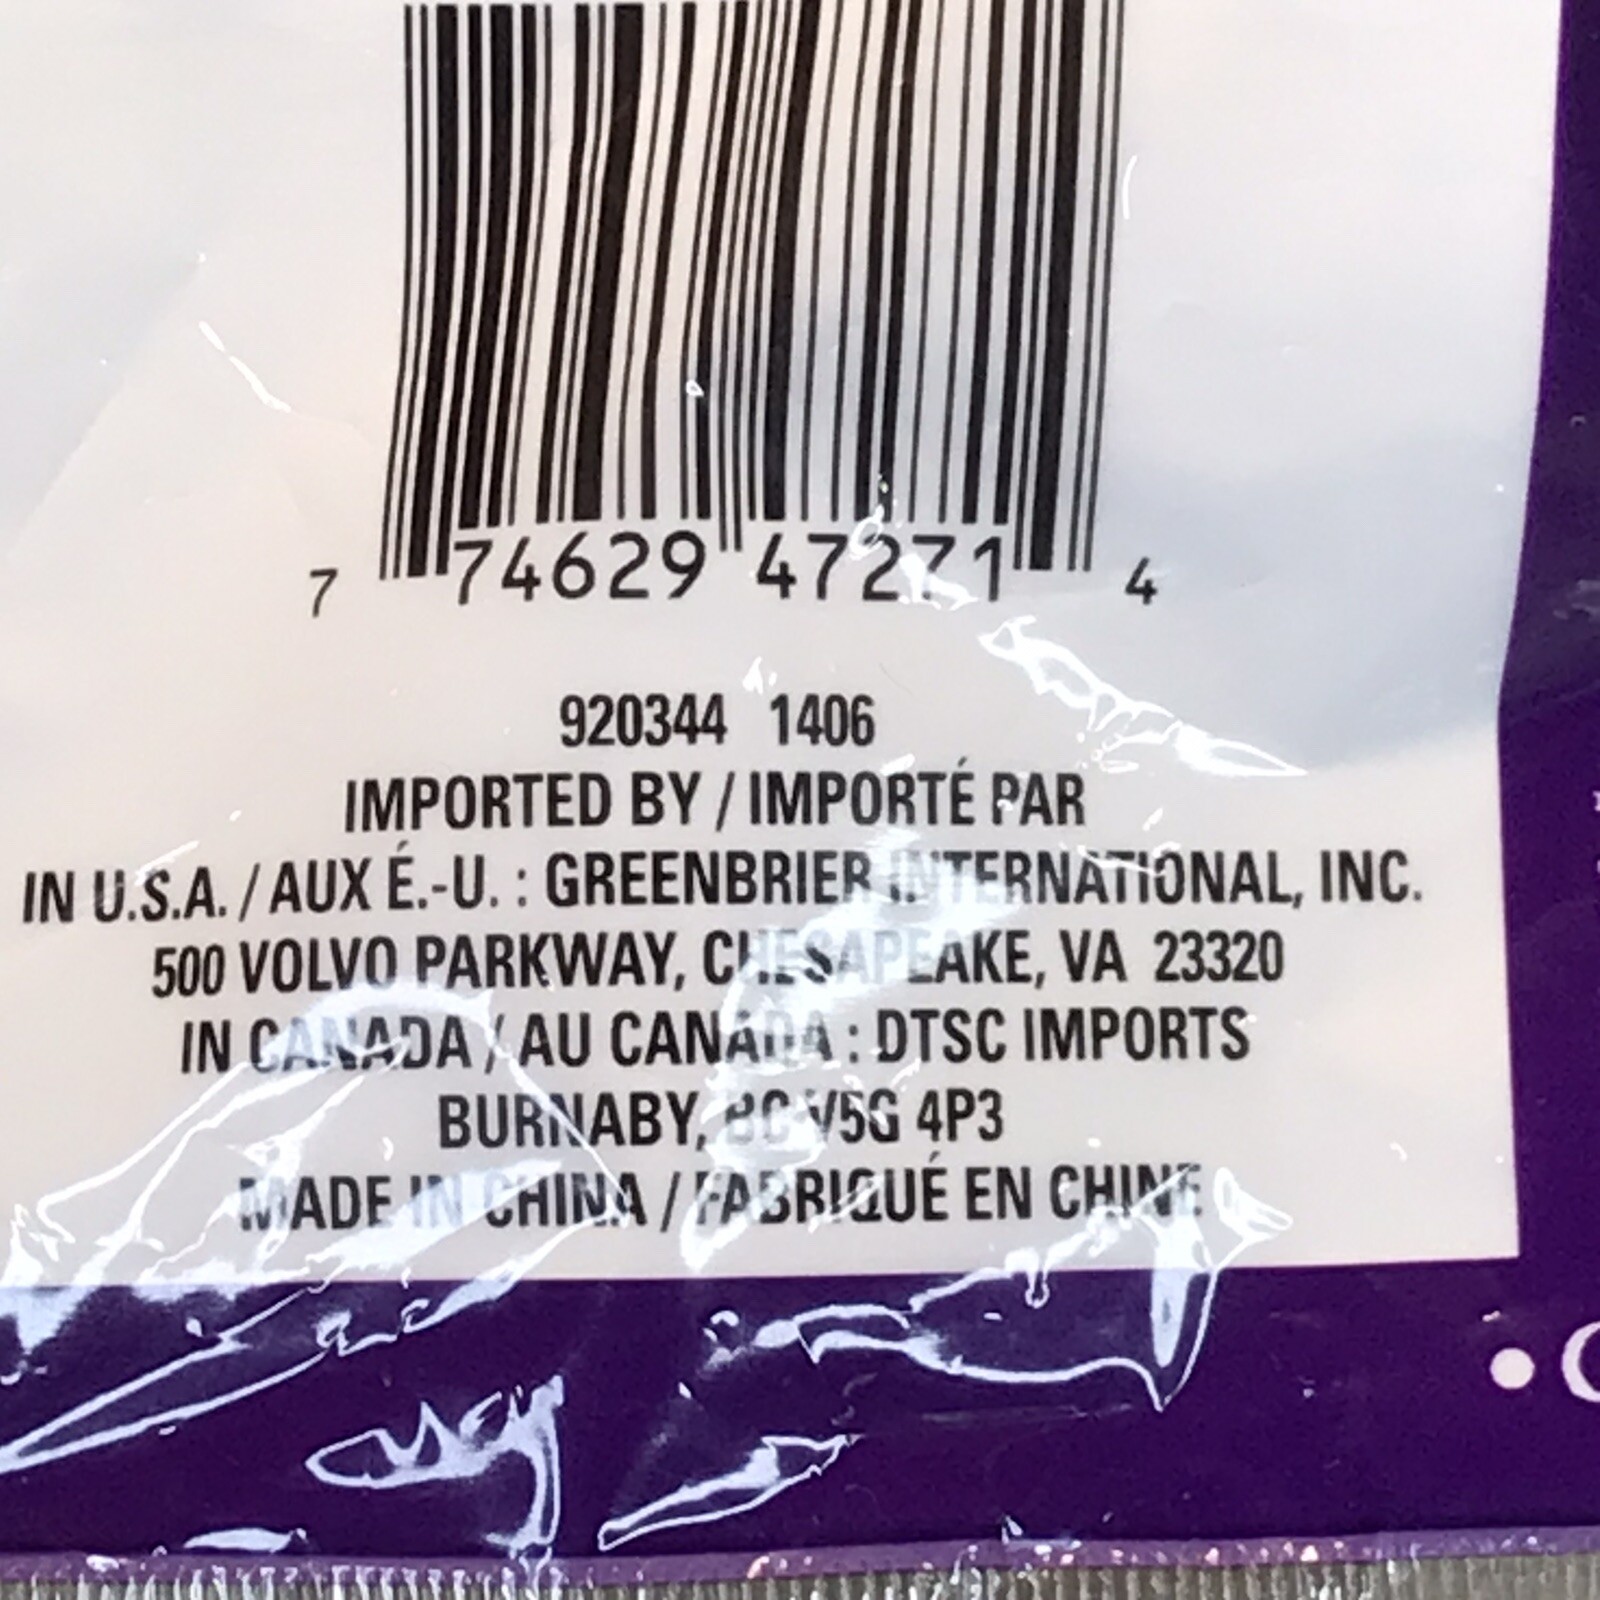 7 74629 47271 4
920344 1406
IMPORTED BY / IMPORTÉ PAR
IN U.S.A. / AUX É.-U. : GREENBRIER INTERNATIONAL, INC.
500 VOLVO PARKWAY, CHESAPEAKE, VA 23320
IN CANADA / AU CANADA : DTSC IMPORTS
BURNABY, BC V5G 4P3
MADE IN CHINA / FABRIQUÉ EN CHINE